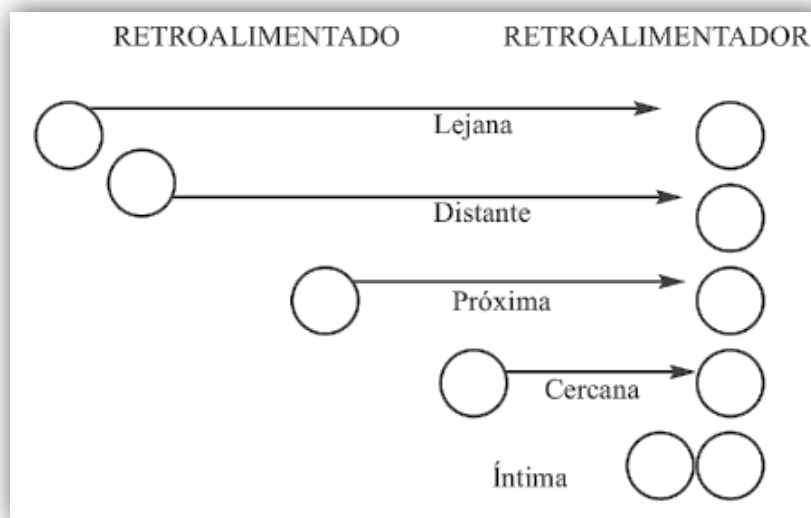 RETROALIMENTADO RETROALIMENTADOR
Lejana
Distante
Próxima
Cercana
Íntima